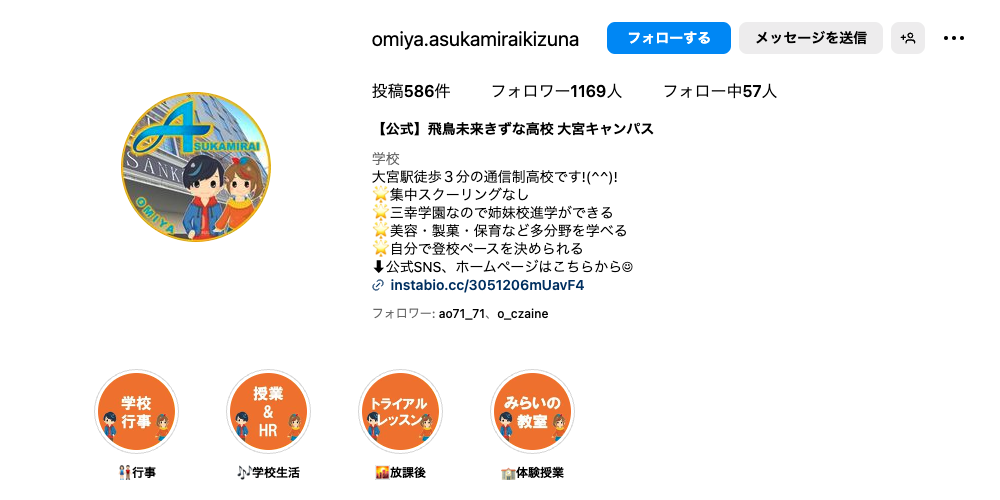 omiya.asukamiraikizuna
フォローする
メッセージを送信
投稿586件
フォロワー1169人
フォロー中57人
【公式】飛鳥未来きずな高校 大宮キャンパス
学校
大宮駅徒歩３分の通信制高校です!(^^)!
🌟集中スクーリングなし
🌟三幸学園なので姉妹校進学ができる
🌟美容・製菓・保育など多分野を学べる
🌟自分で登校ペースを決められる
⬇公式SNS、ホームページはこちらから☺
instabio.cc/3051206mUavF4
フォロワー: ao71_71、o_czaine
ASUKAMIRAI
SANK
OMIYA
学校
行事
授業
&
HR
トライアル
レッスン
みらいの
教室
👫行事
🎶学校生活
🌇放課後
🏫体験授業